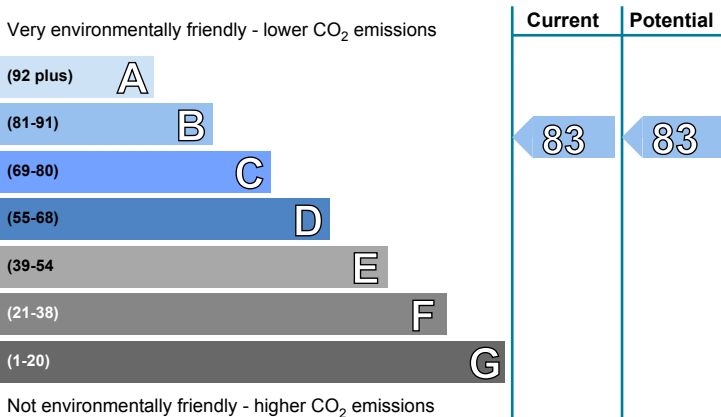 Current Potential
Very environmentally friendly - lower CO₂ emissions
(92 plus) A
(81-91) B
83 83
(69-80) C
(55-68) D
(39-54 E
(21-38) F
(1-20) G
Not environmentally friendly - higher CO₂ emissions